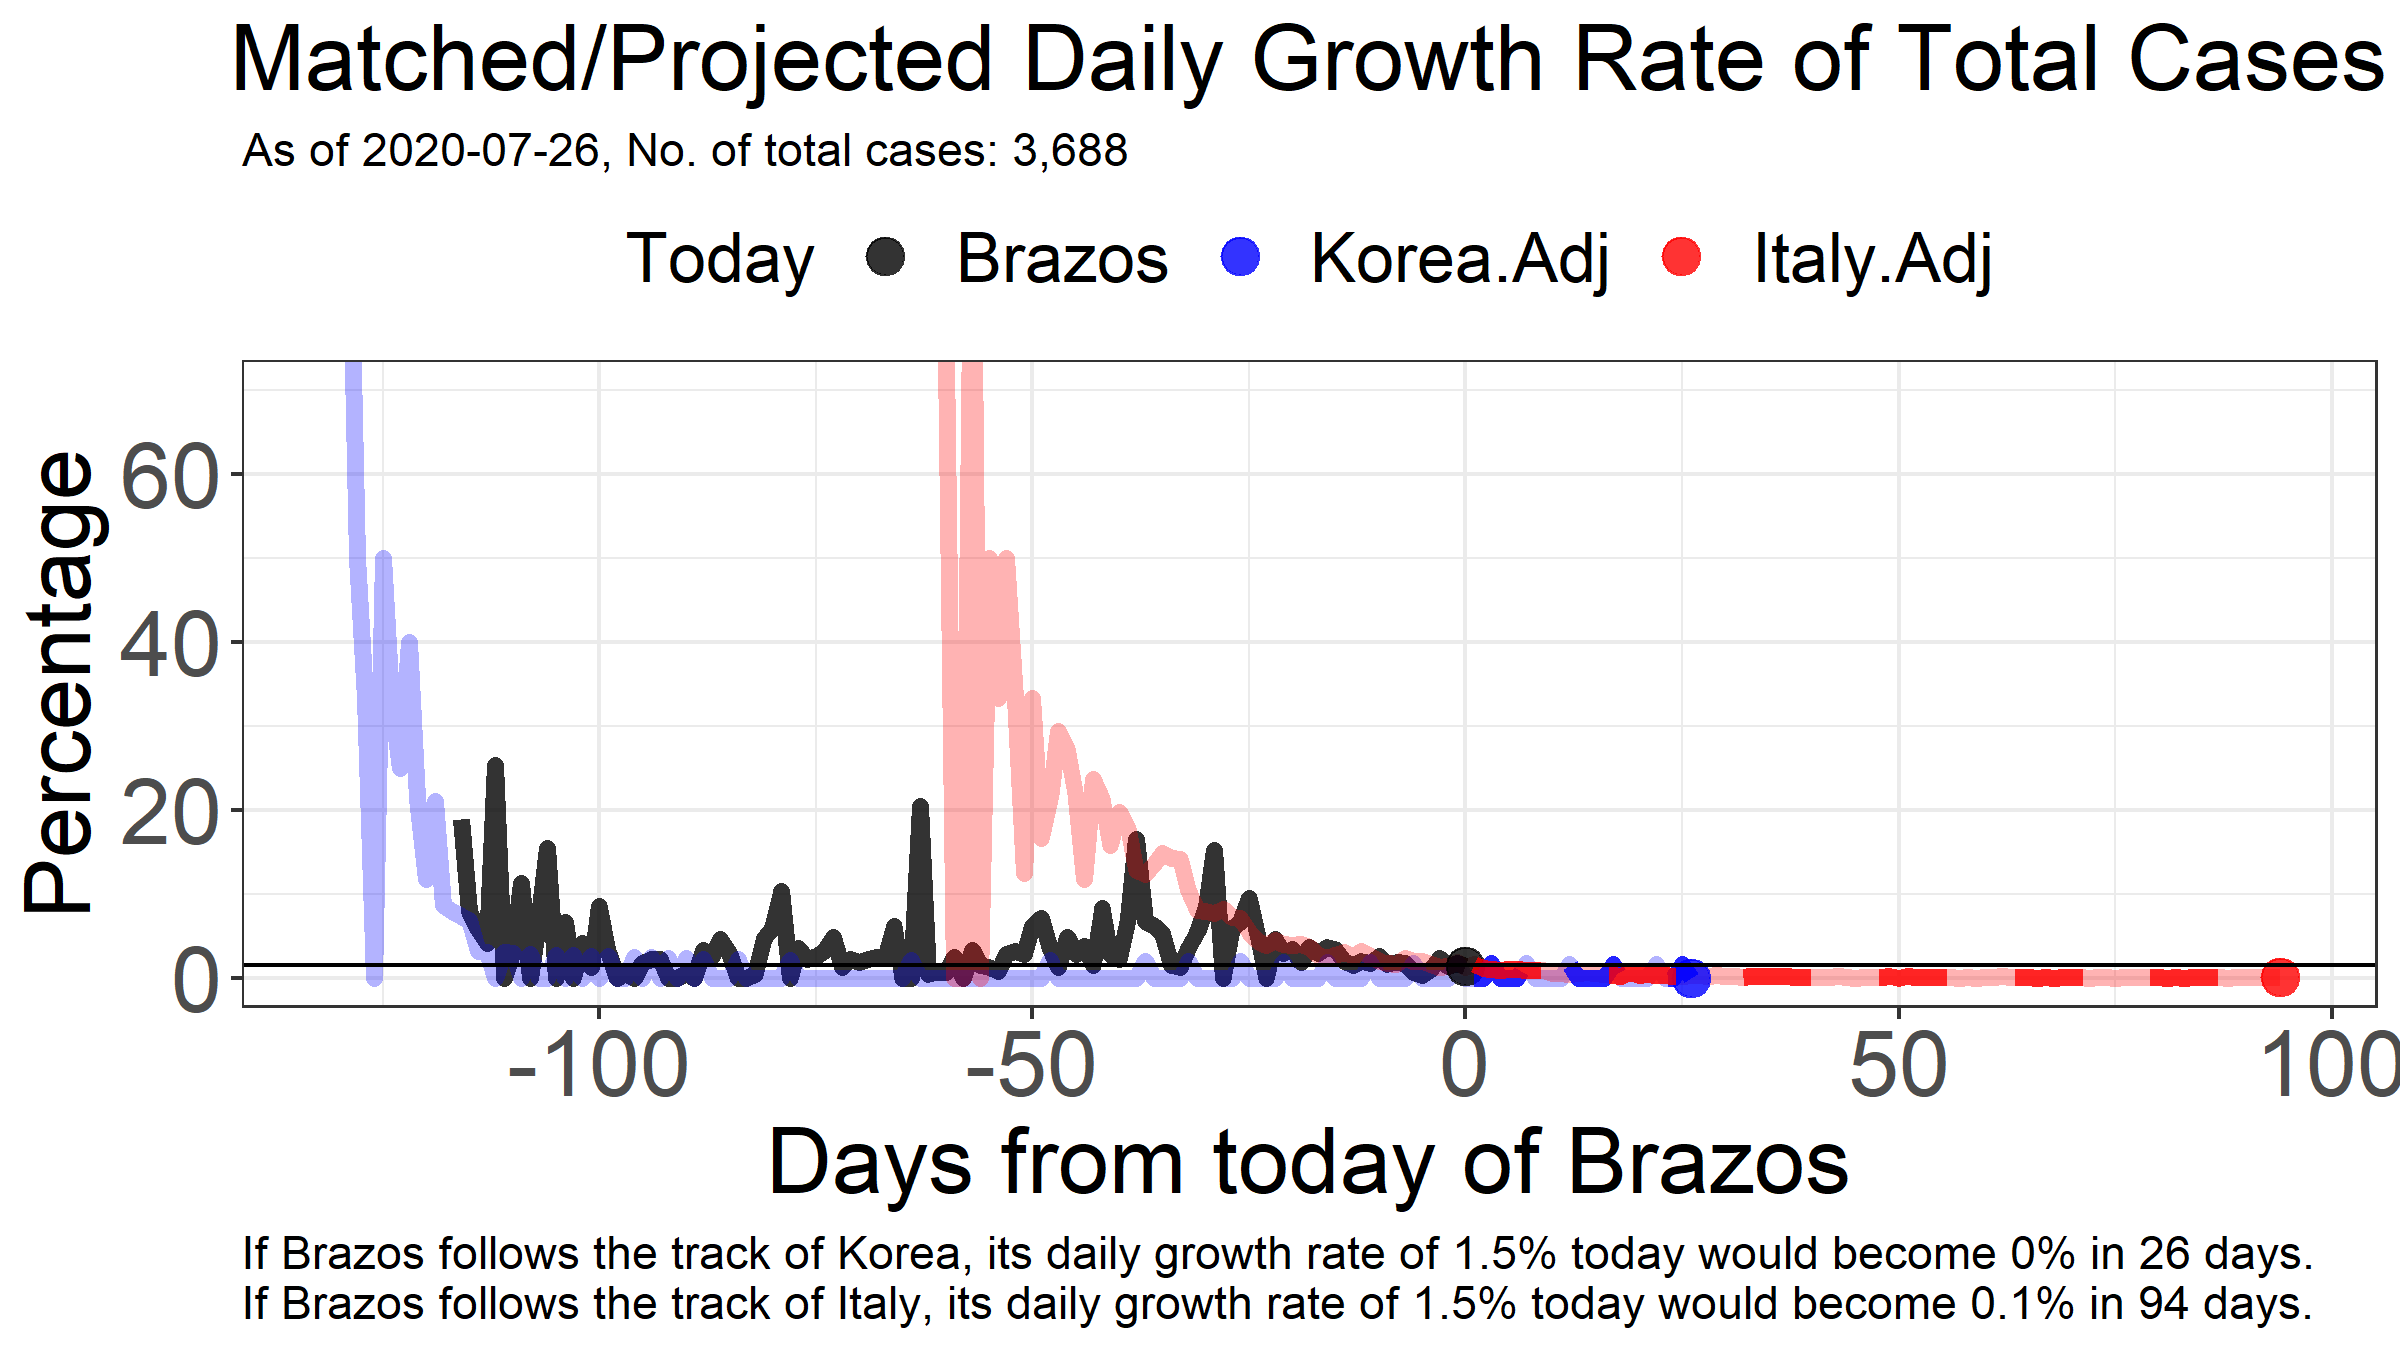 Matched/Projected Daily Growth Rate of Total Cases
As of 2020-07-26, No. of total cases: 3,688
Today Brazos Korea.Adj Italy.Adj
Percentage
60
40
20
0
-100 -50 0 50 100
Days from today of Brazos
If Brazos follows the track of Korea, its daily growth rate of 1.5% today would become 0% in 26 days.
If Brazos follows the track of Italy, its daily growth rate of 1.5% today would become 0.1% in 94 days.